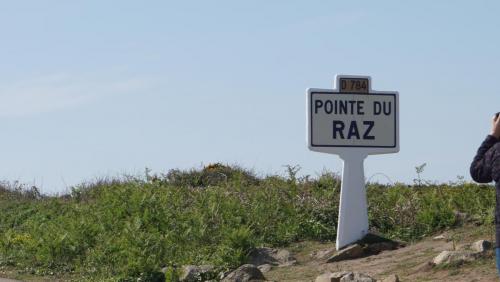 D 784
POINTE DU
RAZ